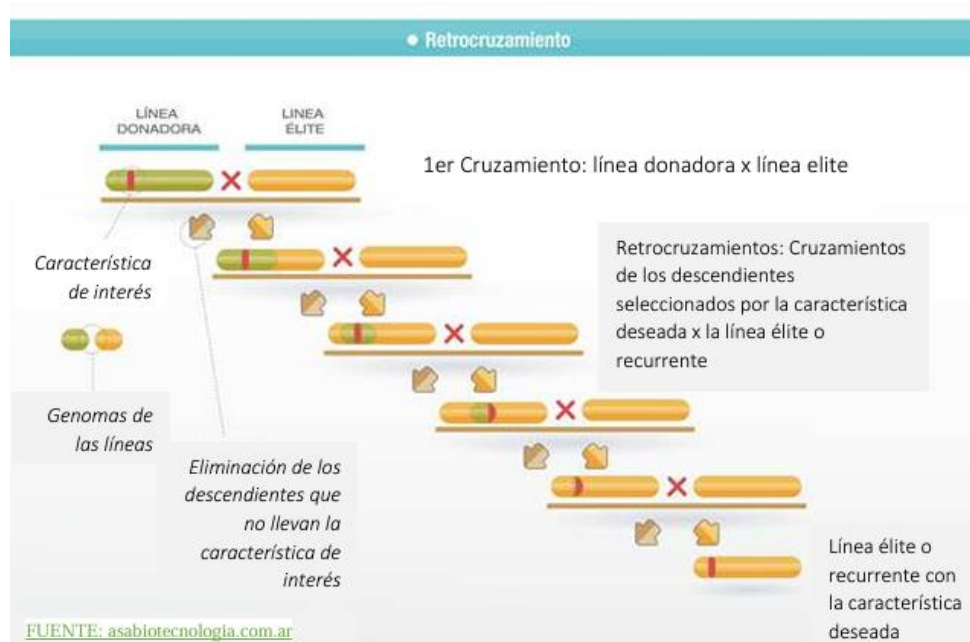 ● Retrocruzamiento
LÍNEA
DONADORA
LINEA
ÉLITE
1er Cruzamiento: línea donadora x línea elite
Característica
de interés
Retrocruzamientos: Cruzamientos
de los descendientes
seleccionados por la característica
deseada x la línea élite o
recurrente
Genomas de
las líneas
Eliminación de los
descendientes que
no llevan la
característica de
interés
Línea élite o
recurrente con
la característica
deseada
FUENTE: asabiotecnologia.com.ar